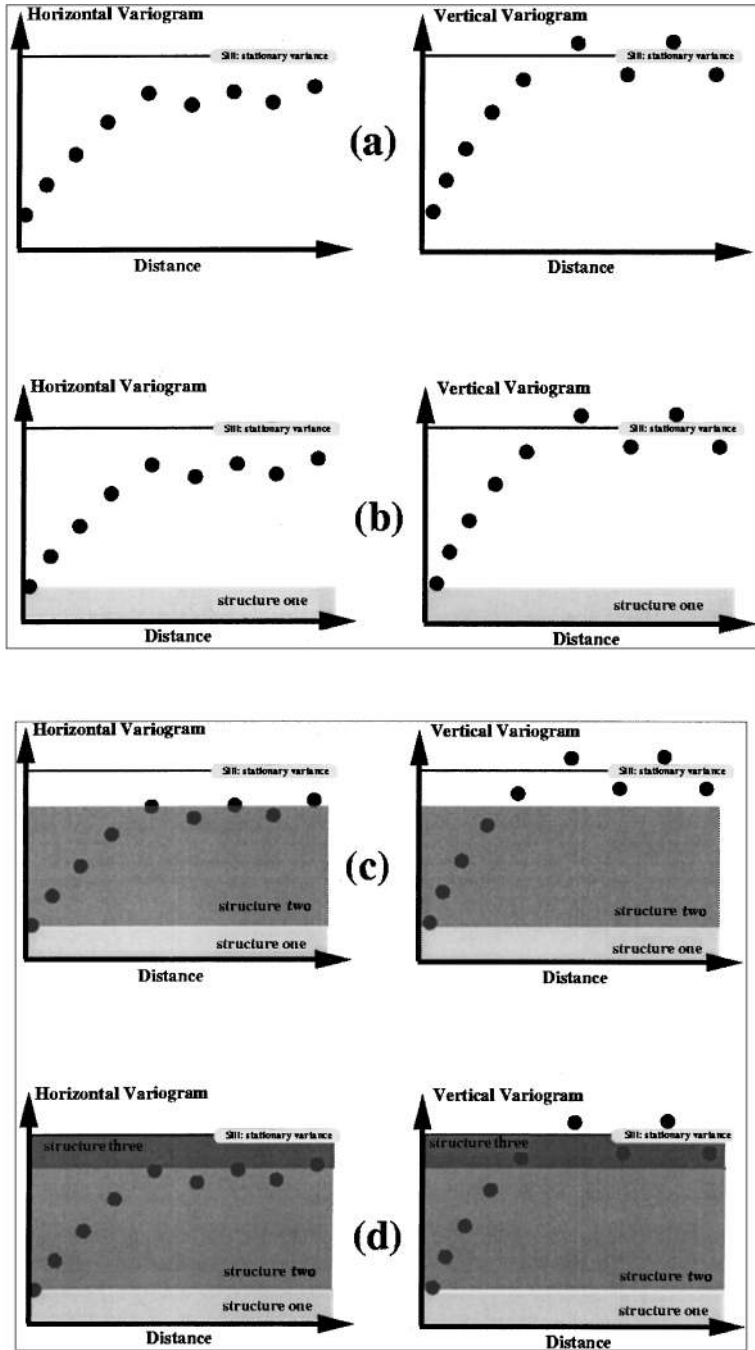 Horizontal Variogram
Vertical Variogram
Sill: stationary variance
Sill: stationary variance
(a)
Distance
Distance
Horizontal Variogram
Vertical Variogram
Sill: stationary variance
Sill: stationary variance
(b)
structure one
structure one
Distance
Distance
Horizontal Variogram
Vertical Variogram
Sill: stationary variance
Sill: stationary variance
(c)
structure two
structure two
structure one
structure one
Distance
Distance
Horizontal Variogram
Vertical Variogram
Sill: stationary variance
Sill: stationary variance
structure three
structure three
(d)
structure two
structure two
structure one
structure one
Distance
Distance